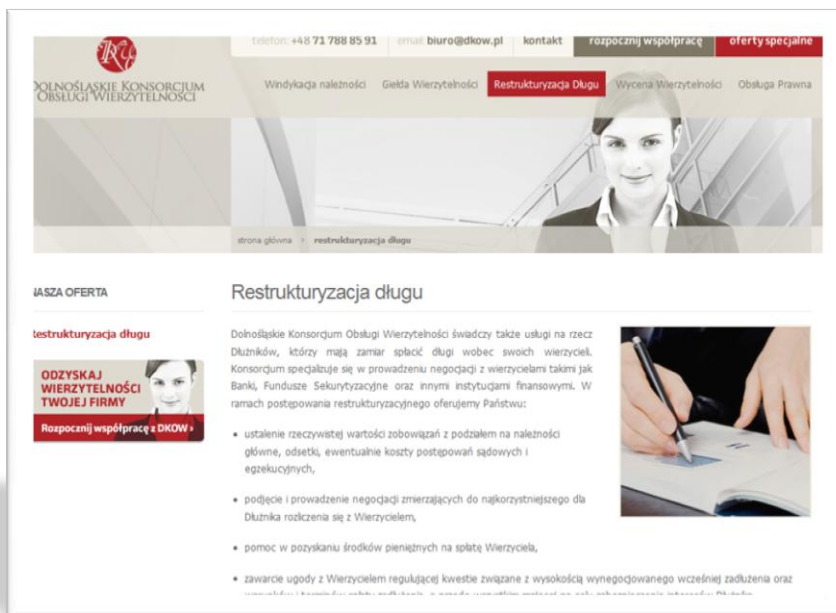 telefon: +48 71 788 85 91 email: biuro@dkow.pl kontakt rozpocznij współpracę oferty specjalne
DOLNOŚLĄSKIE KONSORCJUM
OBSŁUGI WIERZYTELNOŚCI
Windykacja należności Giełda Wierzytelności Restrukturyzacja Długu Wycena Wierzytelności Obsługa Prawna
strona główna › restrukturyzacja długu
NASZA OFERTA
Restrukturyzacja długu
ODZYSKAJ
WIERZYTELNOŚCI
TWOJEJ FIRMY
Rozpocznij współpracę z DKOW ›
Restrukturyzacja długu
Dolnośląskie Konsorcjum Obsługi Wierzytelności świadczy także usługi na rzecz
Dłużników, którzy mają zamiar spłacić długi wobec swoich wierzycieli.
Konsorcjum specjalizuje się w prowadzeniu negocjacji z wierzycielami takimi jak
Banki, Fundusze Sekurytyzacyjne oraz innymi instytucjami finansowymi. W
ramach postępowania restrukturyzacyjnego oferujemy Państwu:
• ustalenie rzeczywistej wartości zobowiązań z podziałem na należności
główne, odsetki, ewentualnie koszty postępowań sądowych i
egzekucyjnych,
• podjęcie i prowadzenie negocjacji zmierzających do najkorzystniejszego dla
Dłużnika rozliczenia się z Wierzycielem,
• pomoc w pozyskaniu środków pieniężnych na spłatę Wierzyciela,
• zawarcie ugody z Wierzycielem regulującej kwestie związane z wysokością wynegocjowanego wcześniej zadłużenia oraz